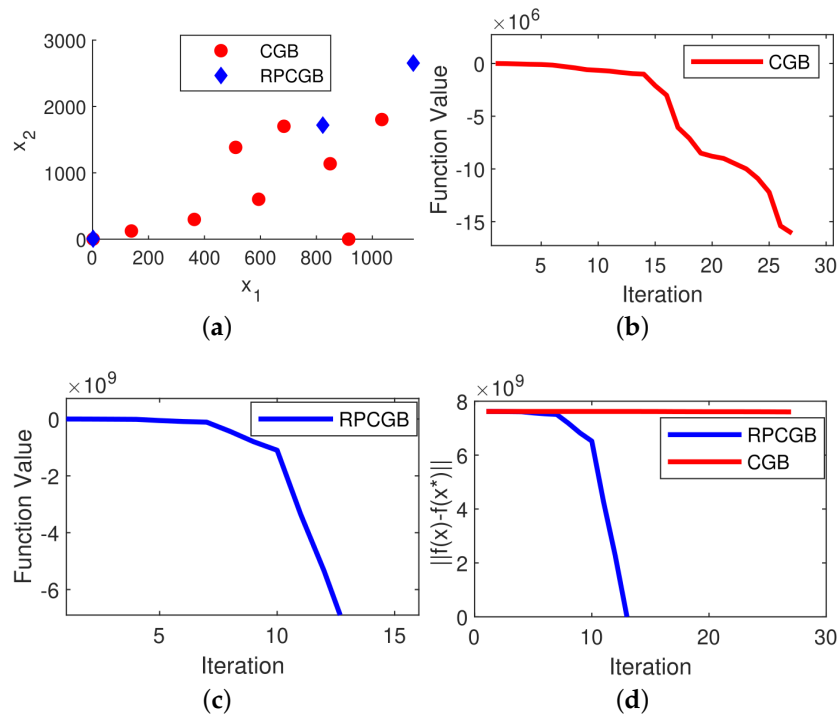 3000
2000
1000
0
x_2
CGB
RPCGB
0 200 400 600 800 1000
x_1
(a)
×10^6
0
-5
-10
-15
Function Value
CGB
5 10 15 20 25 30
Iteration
(b)
×10^9
0
-2
-4
-6
Function Value
RPCGB
5 10 15
Iteration
(c)
×10^9
8
6
4
2
0
||f(x)-f(x*)||
RPCGB
CGB
0 10 20 30
Iteration
(d)